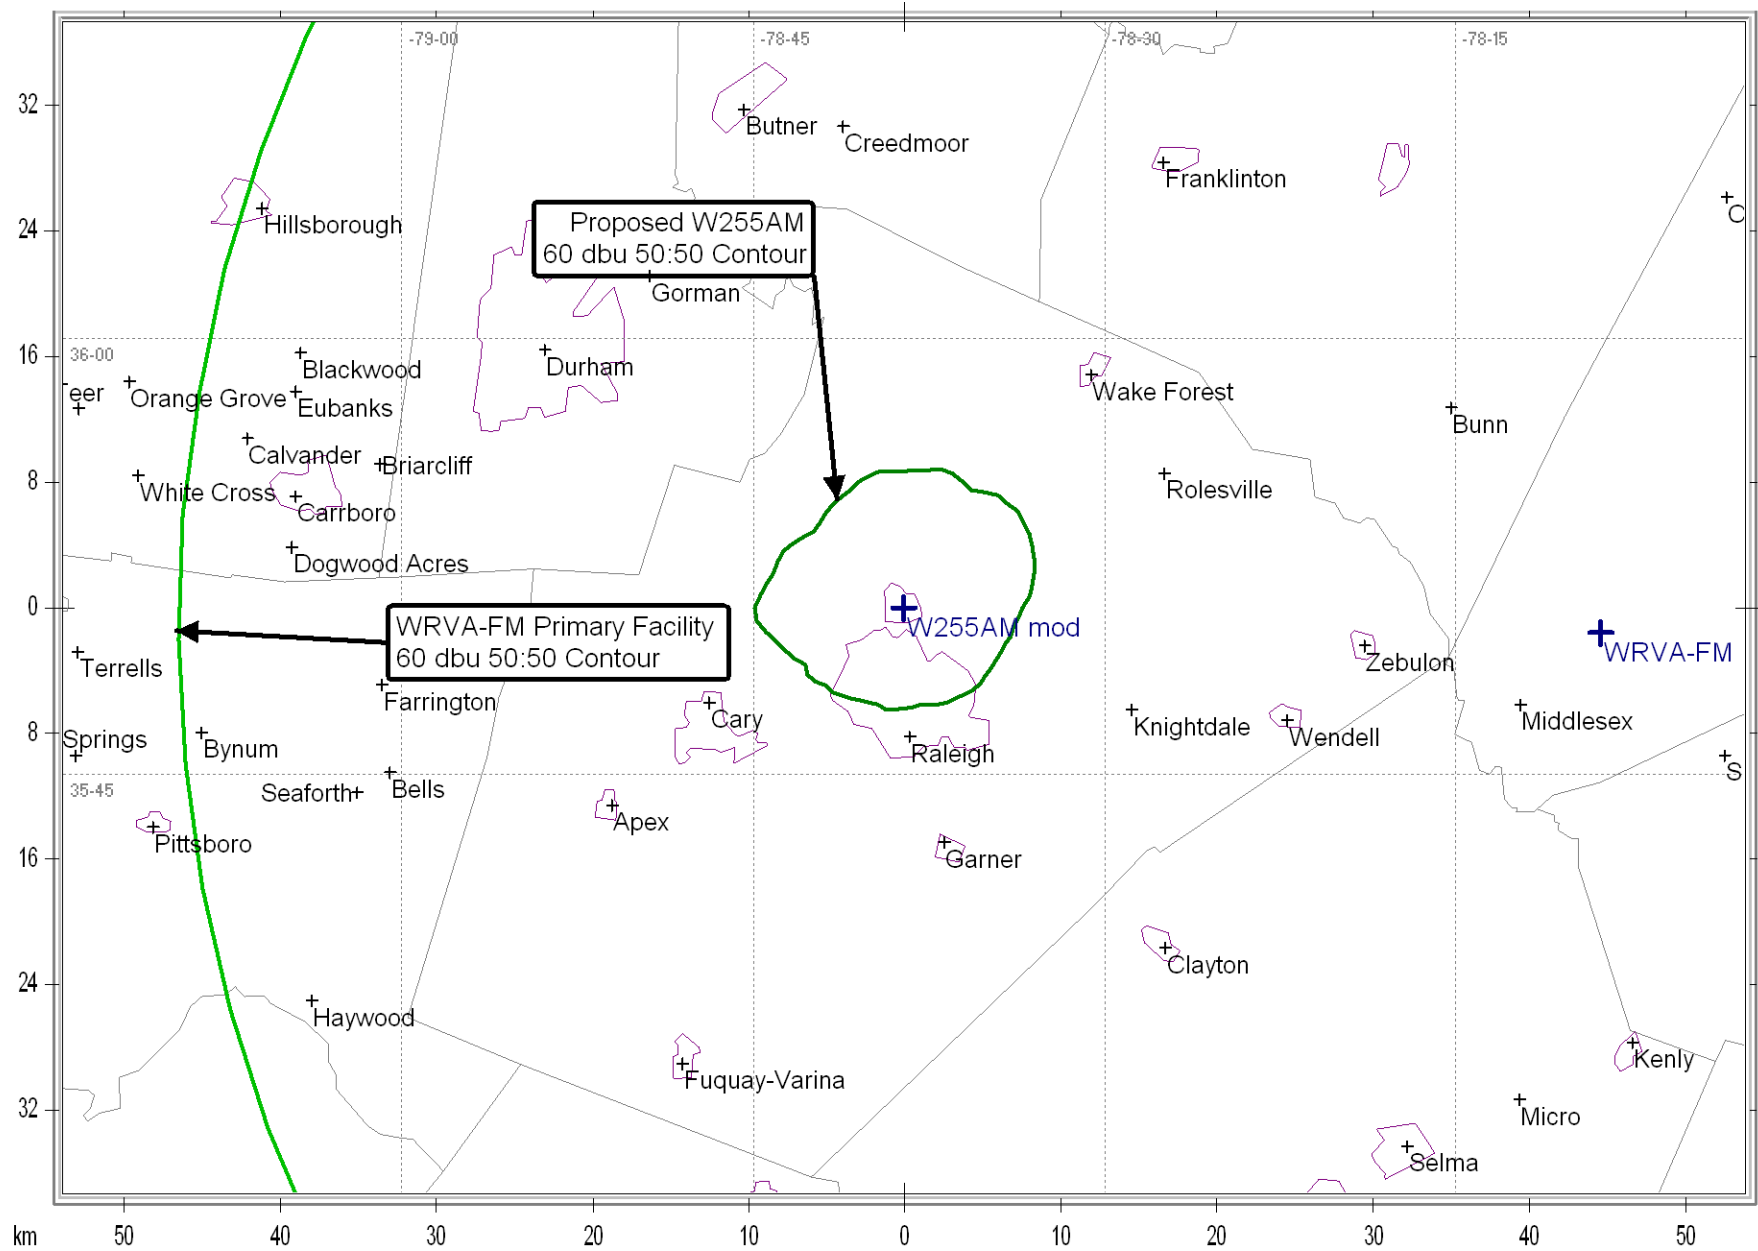 -79-00
-78-45
-78-30
-78-15
32
Butner
Creedmoor
Franklinton
Proposed W255AM
60 dbu 50:50 Contour
C
24
Hillsborough
Gorman
16
36-00
Blackwood
Durham
eer
Orange Grove
Eubanks
Wake Forest
Bunn
Calvander
Briarcliff
8
White Cross
Carrboro
Rolesville
Dogwood Acres
0
WRVA-FM Primary Facility
60 dbu 50:50 Contour
W255AM mod
WRVA-FM
Terrells
Zebulon
Farrington
8
Springs
Bynum
Cary
Raleigh
Knightdale
Wendell
Middlesex
S
35-45
Seaforth
Bells
Apex
16
Pittsboro
Garner
24
Clayton
Haywood
Fuquay-Varina
Kenly
32
Micro
Selma
km
50
40
30
20
10
0
10
20
30
40
50